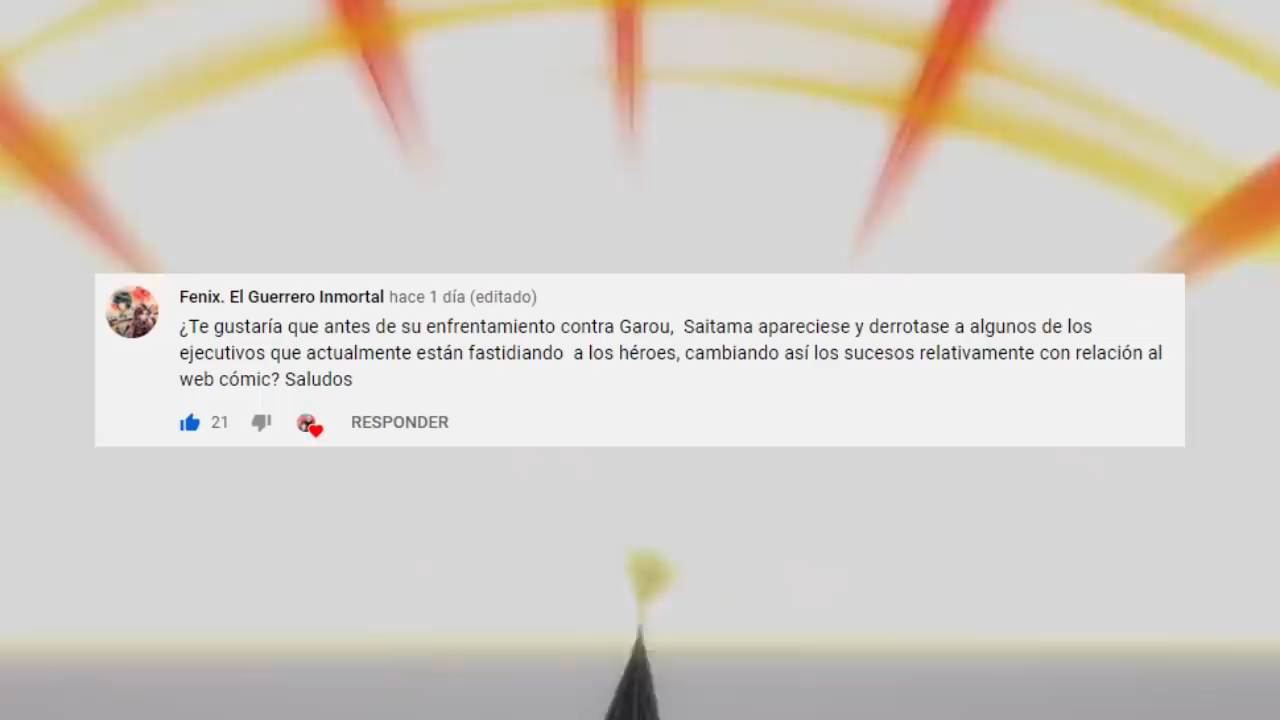 Fenix. El Guerrero Inmortal hace 1 día (editado)
¿Te gustaría que antes de su enfrentamiento contra Garou,  Saitama apareciese y derrotase a algunos de los
ejecutivos que actualmente están fastidiando  a los héroes, cambiando así los sucesos relativamente con relación al
web cómic? Saludos
21 RESPONDER